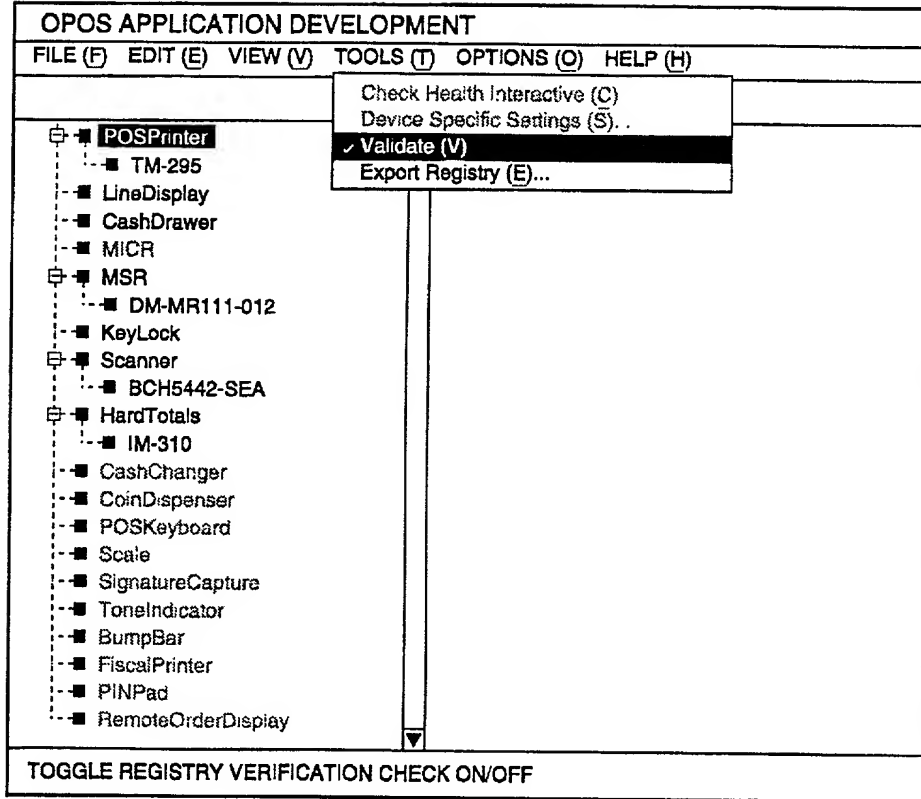 OPOS APPLICATION DEVELOPMENT
FILE (F) EDIT (E) VIEW (V) TOOLS (T) OPTIONS (O) HELP (H)
Check Health Interactive (C)
Device Specific Settings (S). .
✓ Validate (V)
Export Registry (E)...
POSPrinter
TM-295
LineDisplay
CashDrawer
MICR
MSR
DM-MR111-012
KeyLock
Scanner
BCH5442-SEA
HardTotals
IM-310
CashChanger
CoinDispenser
POSKeyboard
Scale
SignatureCapture
ToneIndicator
BumpBar
FiscalPrinter
PINPad
RemoteOrderDisplay
TOGGLE REGISTRY VERIFICATION CHECK ON/OFF